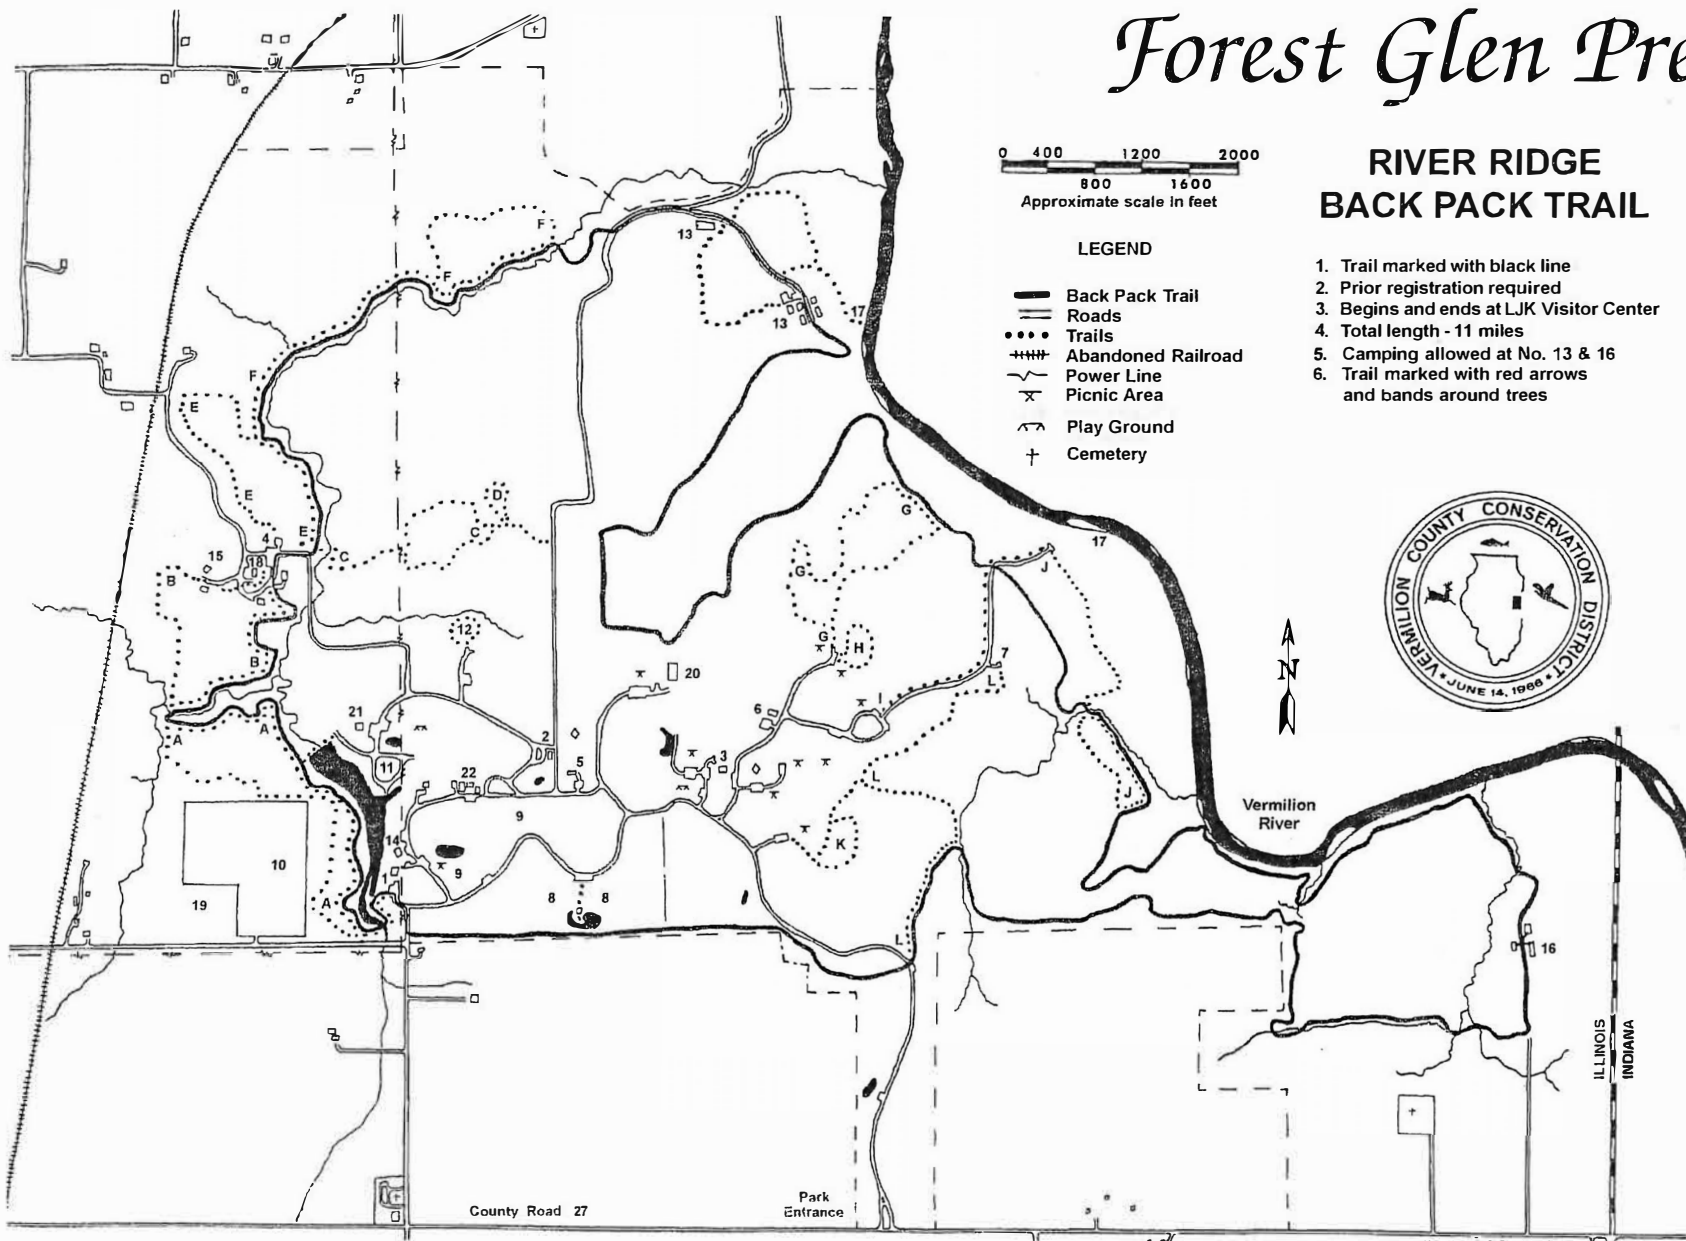 Forest Glen Pre
RIVER RIDGE
BACK PACK TRAIL
0 400 1200 2000
800 1600
Approximate scale in feet
LEGEND
Back Pack Trail
Roads
Trails
Abandoned Railroad
Power Line
Picnic Area
Play Ground
Cemetery
1. Trail marked with black line
2. Prior registration required
3. Begins and ends at LJK Visitor Center
4. Total length - 11 miles
5. Camping allowed at No. 13 & 16
6. Trail marked with red arrows
and bands around trees
VERMILION COUNTY CONSERVATION DISTRICT
JUNE 14, 1966
N
F
13
F
13
17
F
E
D
E
G
E
C
4
C
17
15
18
B
G
J
12
G
H
B
7
20
L
I
21
6
A
A
2
3
5
11
22
L
J
Vermilion
River
9
14
K
10
9
1
8
8
19
A
L
16
ILLINOIS
INDIANA
County Road 27
Park
Entrance